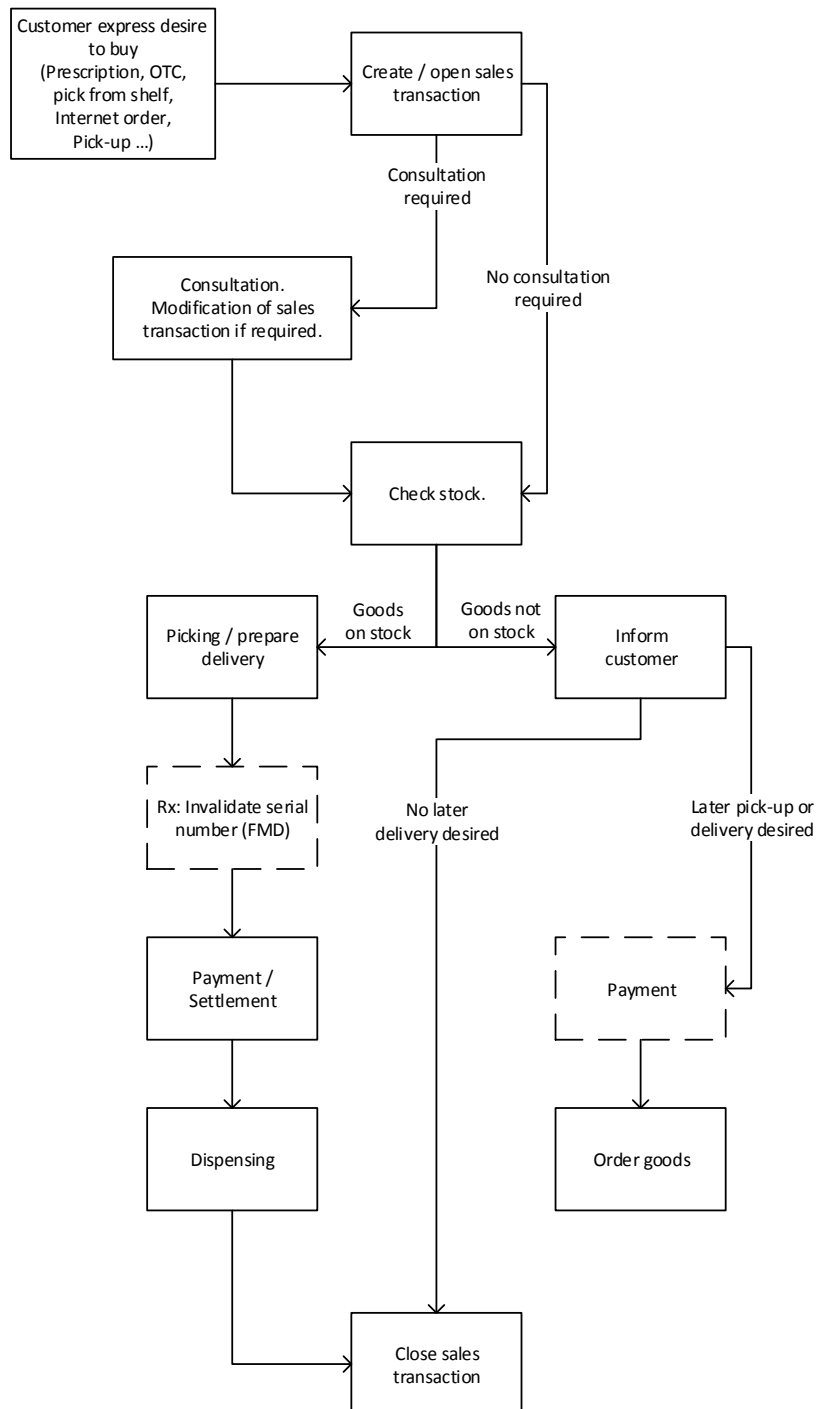 Customer express desire
to buy
(Prescription, OTC,
pick from shelf,
Internet order,
Pick-up ...)
Create / open sales
transaction
Consultation
required
No consultation
required
Consultation.
Modification of sales
transaction if required.
Check stock.
Goods
on stock
Goods not
on stock
Picking / prepare
delivery
Inform
customer
Rx: Invalidate serial
number (FMD)
No later
delivery desired
Later pick-up or
delivery desired
Payment /
Settlement
Payment
Dispensing
Order goods
Close sales
transaction